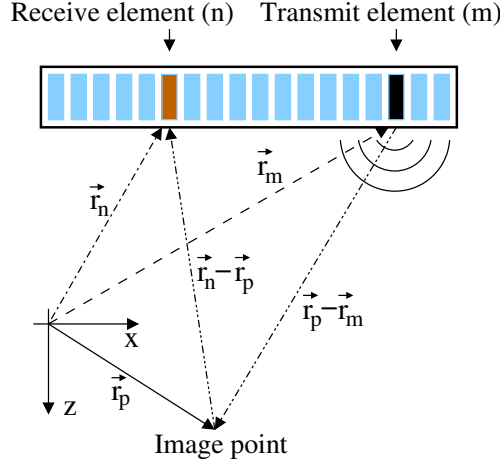 Receive element (n) Transmit element (m)
r⃗n
r⃗m
r⃗n−r⃗p
r⃗p−r⃗m
x
r⃗p
z
Image point